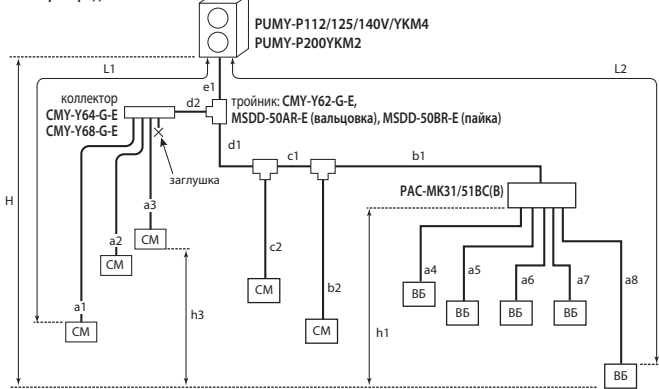 PUMY-P112/125/140V/YKM4
PUMY-P200YKM2
L1
L2
e1
коллектор
CMY-Y64-G-E
CMY-Y68-G-E
d2
тройник: CMY-Y62-G-E,
MSDD-50AR-E (вальцовка), MSDD-50BR-E (пайка)
d1
c1
b1
заглушка
PAC-MK31/51BC(B)
H
a3
a2
СМ
СМ
c2
a4
a5
a6
a7
a8
a1
СМ
b2
ВБ
h3
ВБ
ВБ
ВБ
СМ
СМ
h1
ВБ